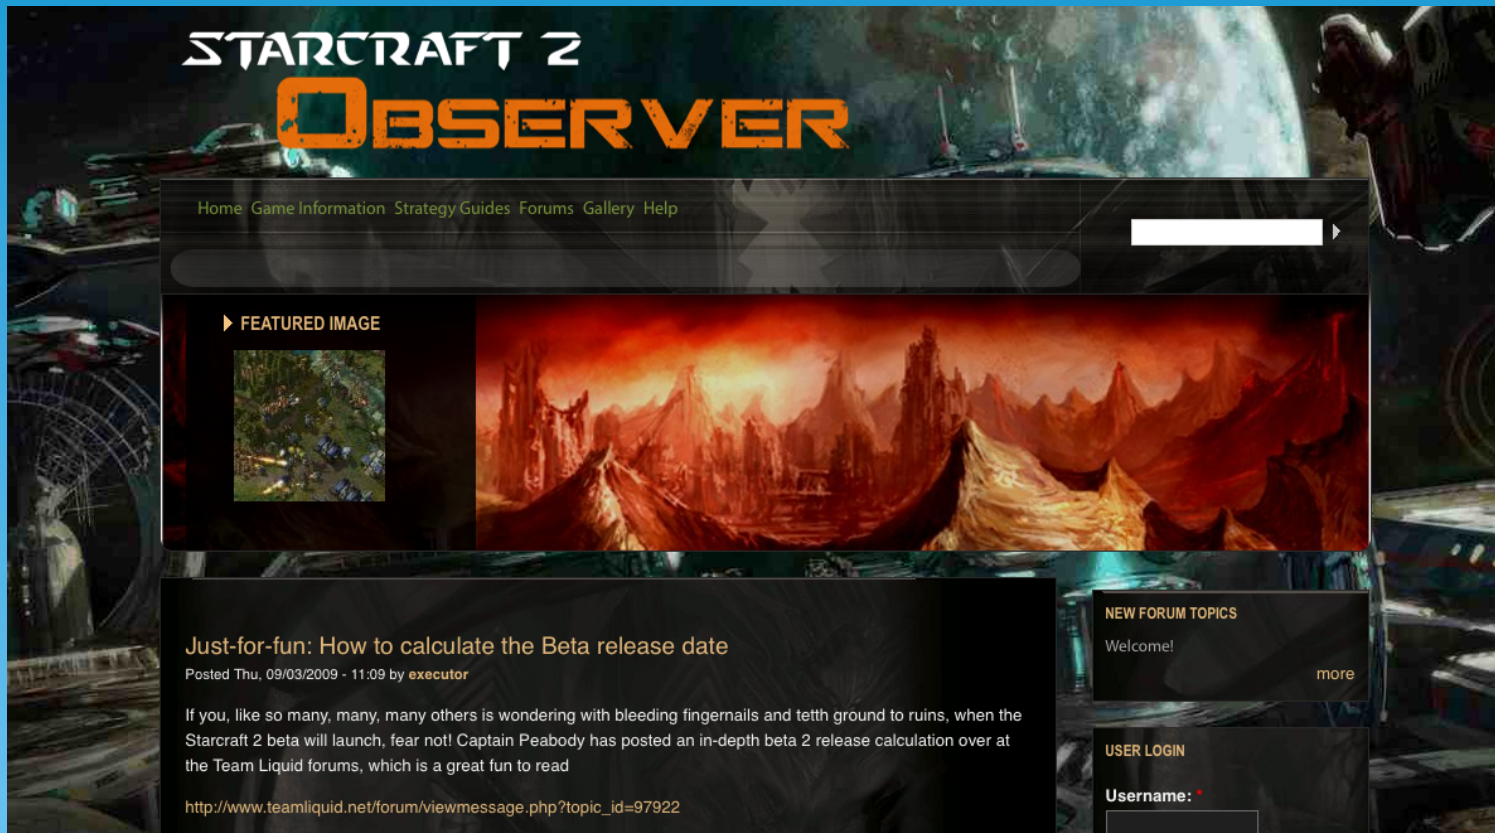 STARCRAFT 2
OBSERVER
Home Game Information Strategy Guides Forums Gallery Help
FEATURED IMAGE
Just-for-fun: How to calculate the Beta release date
Posted Thu, 09/03/2009 - 11:09 by executor
If you, like so many, many, many others is wondering with bleeding fingernails and tetth ground to ruins, when the
Starcraft 2 beta will launch, fear not! Captain Peabody has posted an in-depth beta 2 release calculation over at
the Team Liquid forums, which is a great fun to read
http://www.teamliquid.net/forum/viewmessage.php?topic_id=97922
NEW FORUM TOPICS
Welcome!
more
USER LOGIN
Username: *